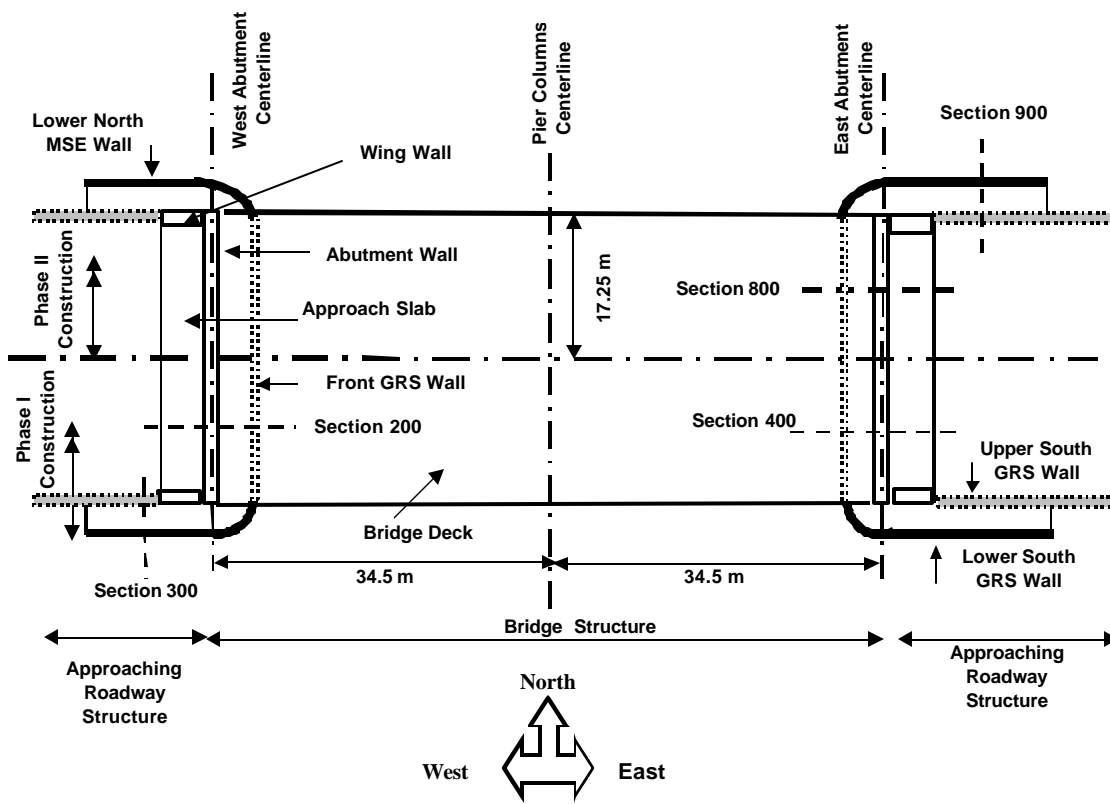 West Abutment
Centerline
Pier Columns
Centerline
East Abutment
Centerline
Section 900
Lower North
MSE Wall
Wing Wall
Phase II
Construction
Abutment Wall
17.25 m
Section 800
Approach Slab
Front GRS Wall
Phase I
Construction
Section 200
Section 400
Upper South
GRS Wall
Bridge Deck
34.5 m
34.5 m
Lower South
GRS Wall
Section 300
Bridge Structure
Approaching
Roadway
Structure
Approaching
Roadway
Structure
North
West
East